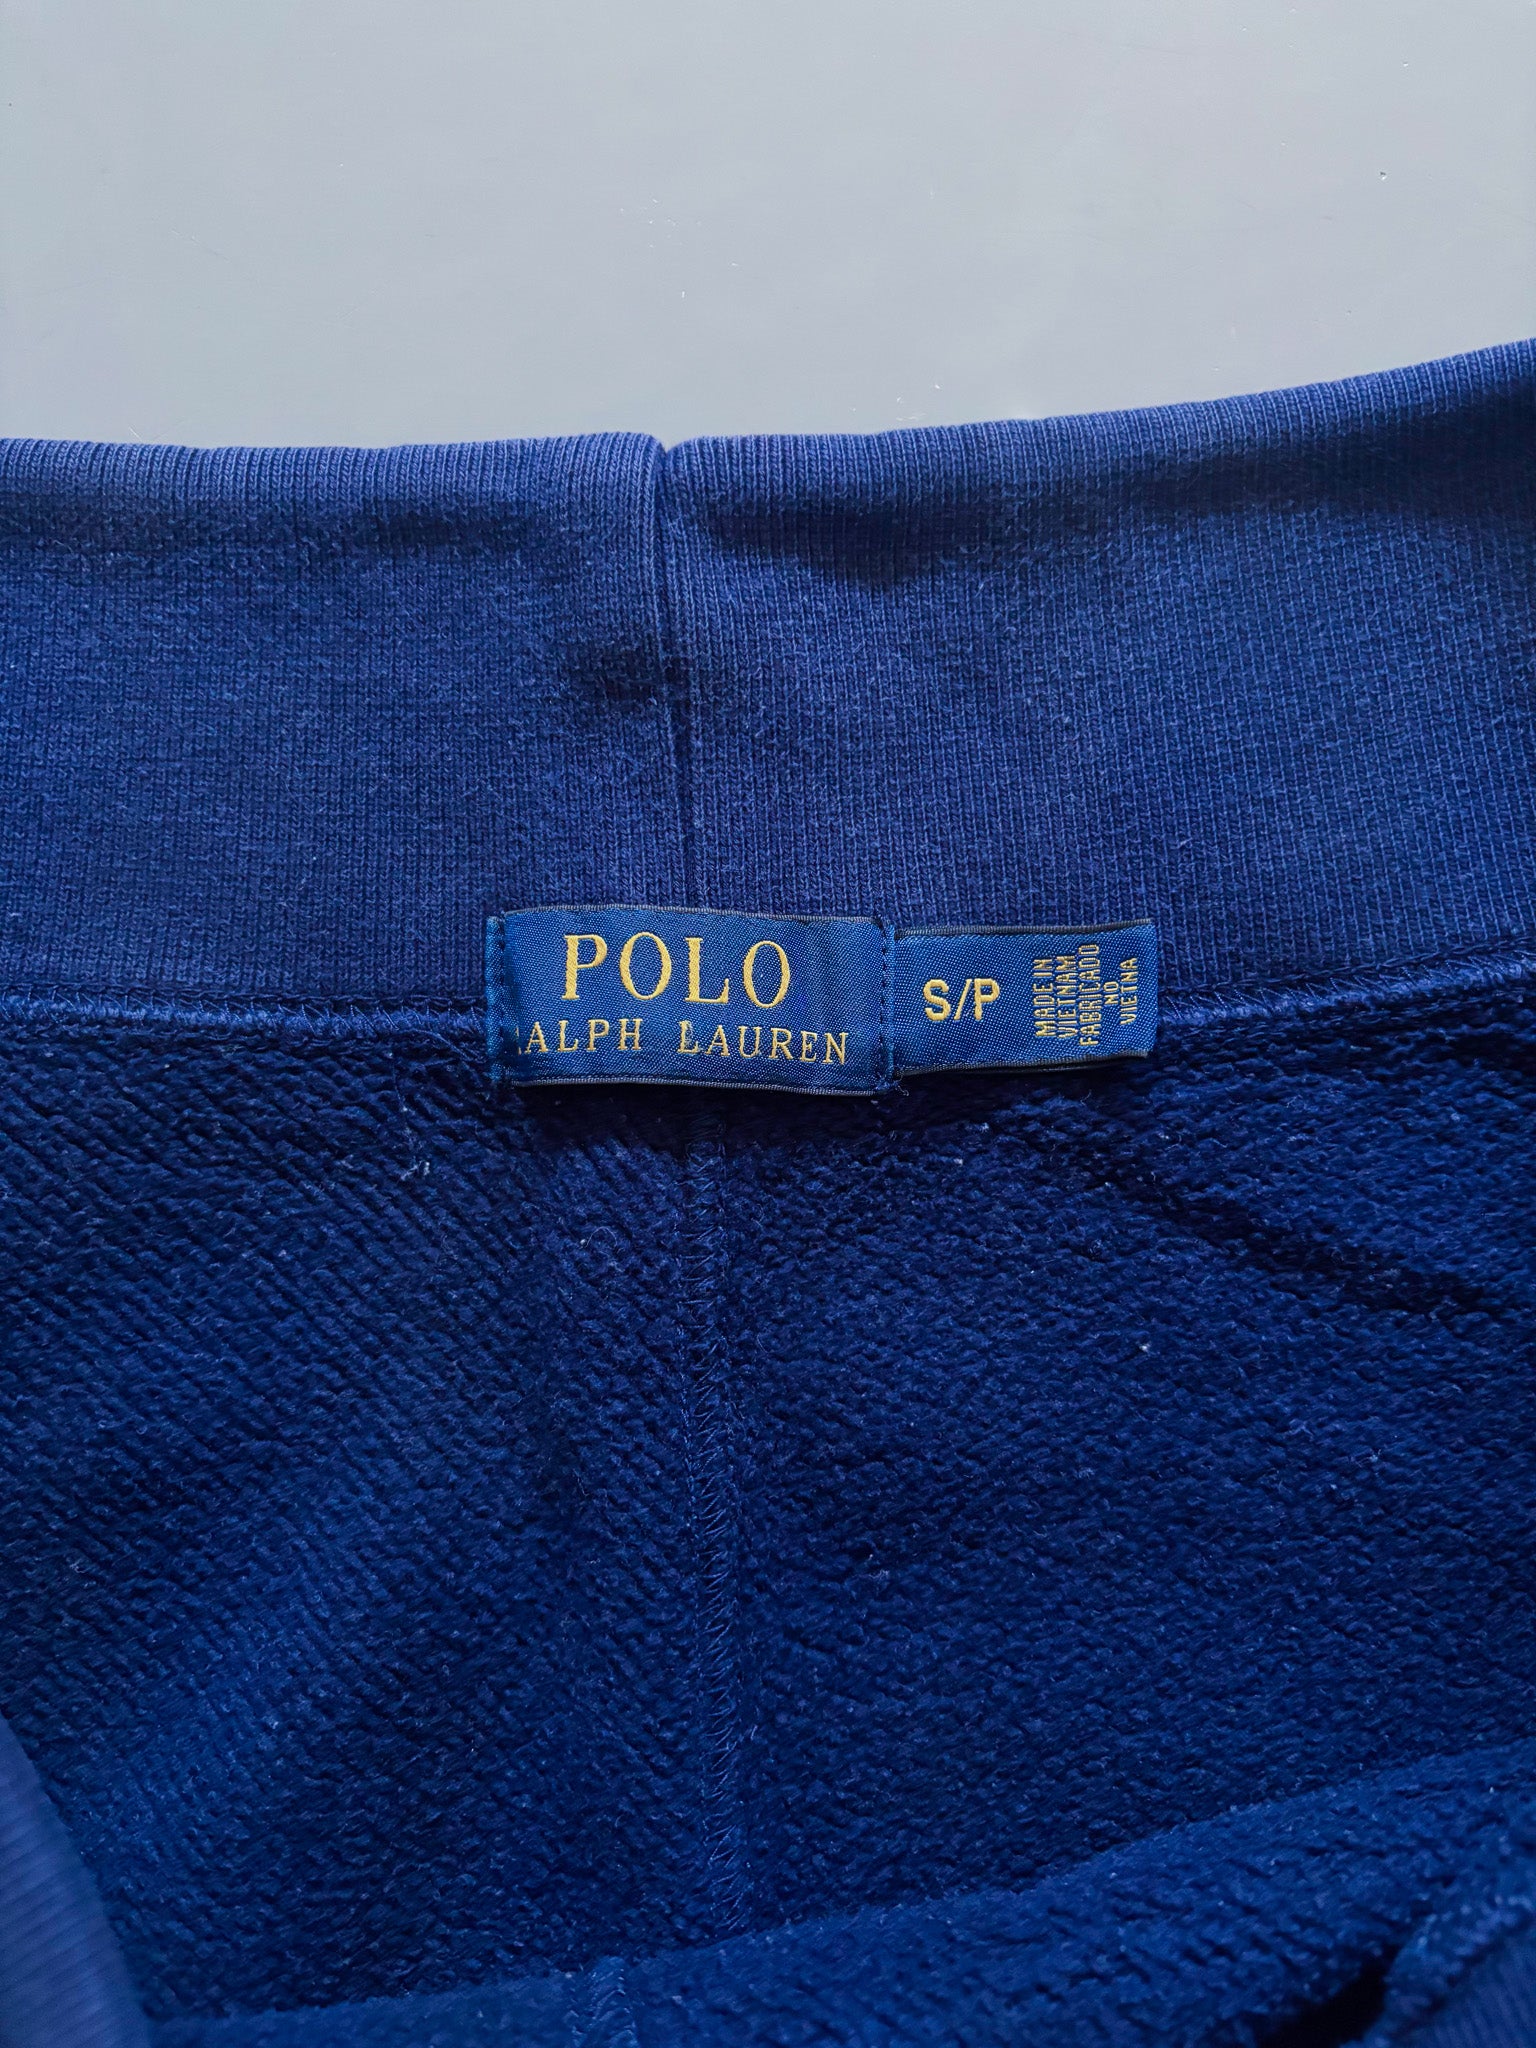 POLO
RALPH LAUREN
S/P
MADE IN
VIETNAM
FABRICADO
NO
VIETNA